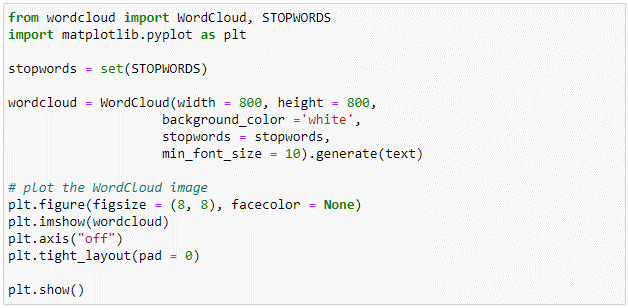 from wordcloud import WordCloud, STOPWORDS
import matplotlib.pyplot as plt
stopwords = set(STOPWORDS)
wordcloud = WordCloud(width = 800, height = 800,
background_color ='white',
stopwords = stopwords,
min_font_size = 10).generate(text)
# plot the WordCloud image
plt.figure(figsize = (8, 8), facecolor = None)
plt.imshow(wordcloud)
plt.axis("off")
plt.tight_layout(pad = 0)
plt.show()